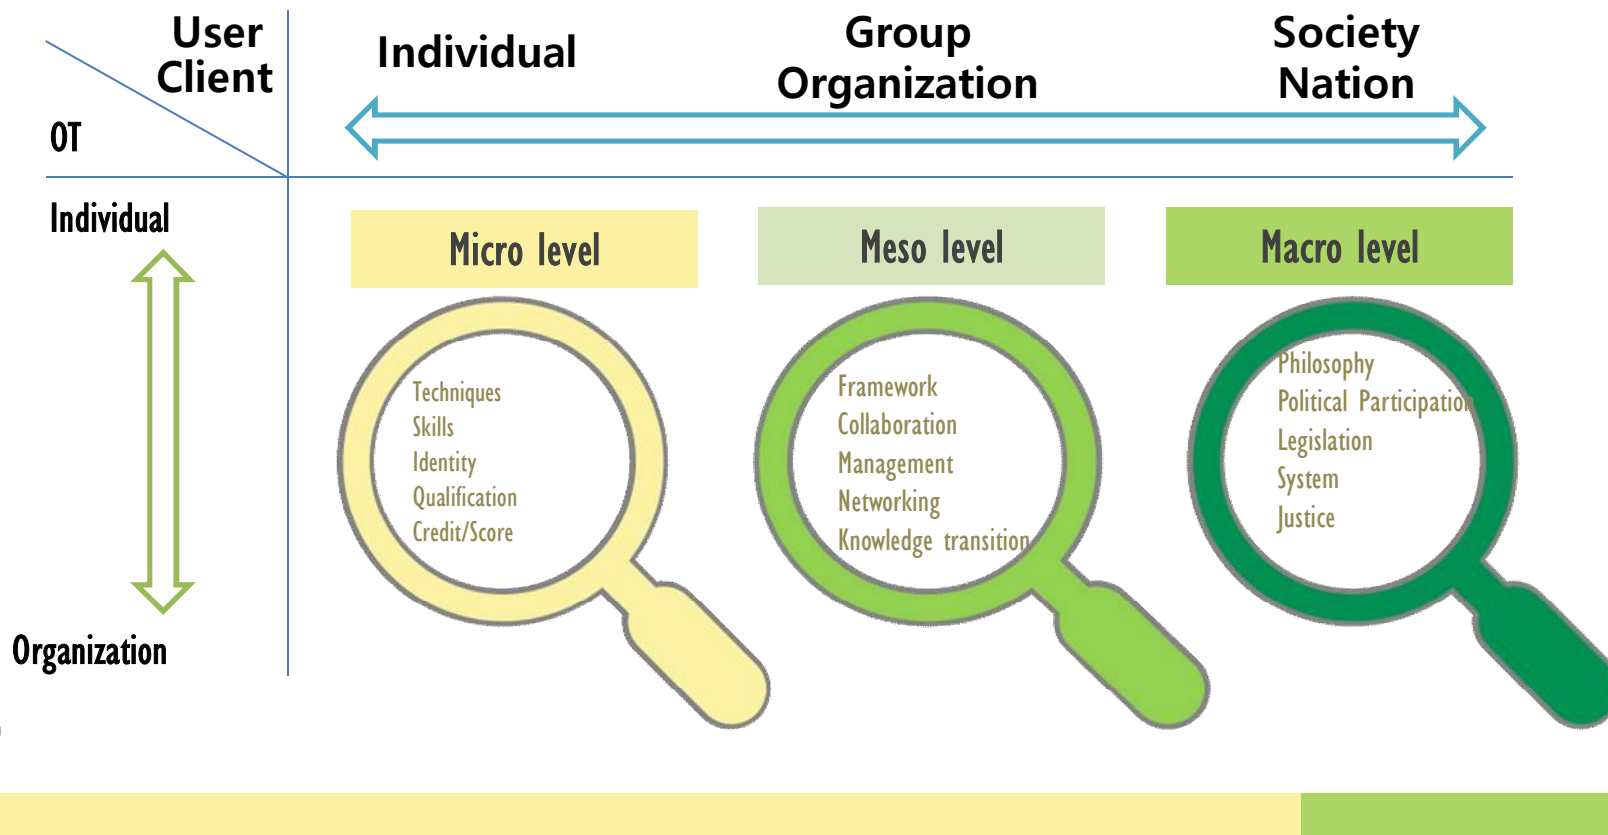 User
Client
OT
Individual
Group
Organization
Society
Nation
Individual
Organization
Micro level
Techniques
Skills
Identity
Qualification
Credit/Score
Meso level
Framework
Collaboration
Management
Networking
Knowledge transition
Macro level
Philosophy
Political Participation
Legislation
System
Justice